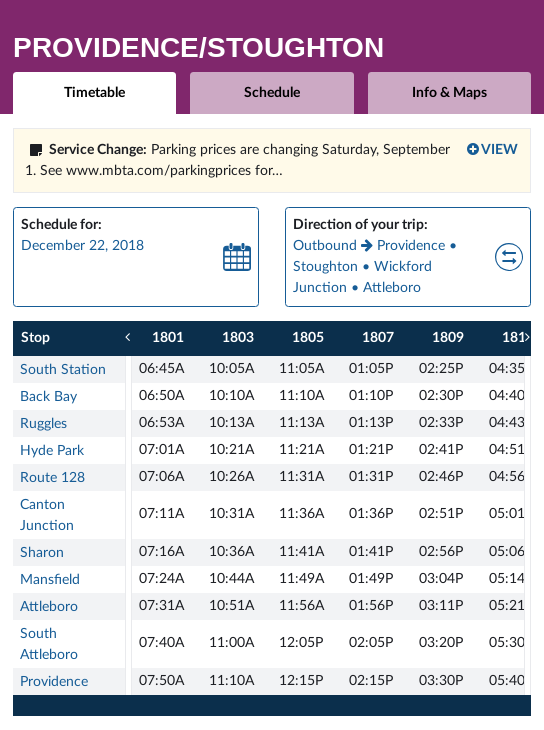 PROVIDENCE/STOUGHTON
Timetable Schedule Info & Maps
Service Change: Parking prices are changing Saturday, September VIEW
1. See www.mbta.com/parkingprices for...
Schedule for:
December 22, 2018
Direction of your trip:
Outbound → Providence •
Stoughton • Wickford
Junction • Attleboro
Stop 1801 1803 1805 1807 1809 181
South Station 06:45A 10:05A 11:05A 01:05P 02:25P 04:35
Back Bay 06:50A 10:10A 11:10A 01:10P 02:30P 04:40
Ruggles 06:53A 10:13A 11:13A 01:13P 02:33P 04:43
Hyde Park 07:01A 10:21A 11:21A 01:21P 02:41P 04:51
Route 128 07:06A 10:26A 11:31A 01:31P 02:46P 04:56
Canton
Junction 07:11A 10:31A 11:36A 01:36P 02:51P 05:01
Sharon 07:16A 10:36A 11:41A 01:41P 02:56P 05:06
Mansfield 07:24A 10:44A 11:49A 01:49P 03:04P 05:14
Attleboro 07:31A 10:51A 11:56A 01:56P 03:11P 05:21
South
Attleboro 07:40A 11:00A 12:05P 02:05P 03:20P 05:30
Providence 07:50A 11:10A 12:15P 02:15P 03:30P 05:40